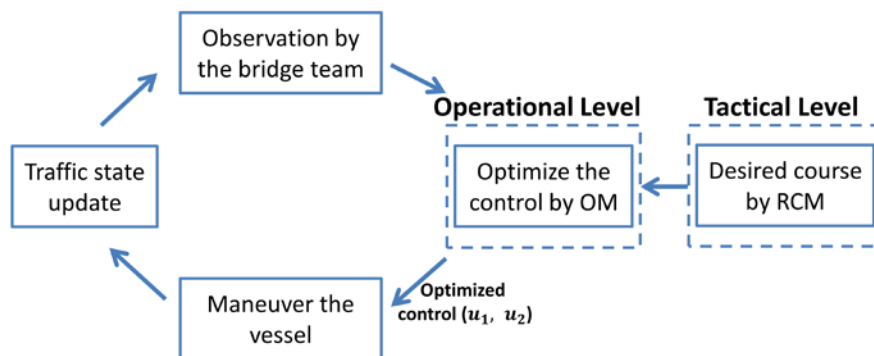 Observation by
the bridge team
Operational Level
Tactical Level
Traffic state
update
Optimize the
control by OM
Desired course
by RCM
Maneuver the
vessel
Optimized
control (u₁, u₂)